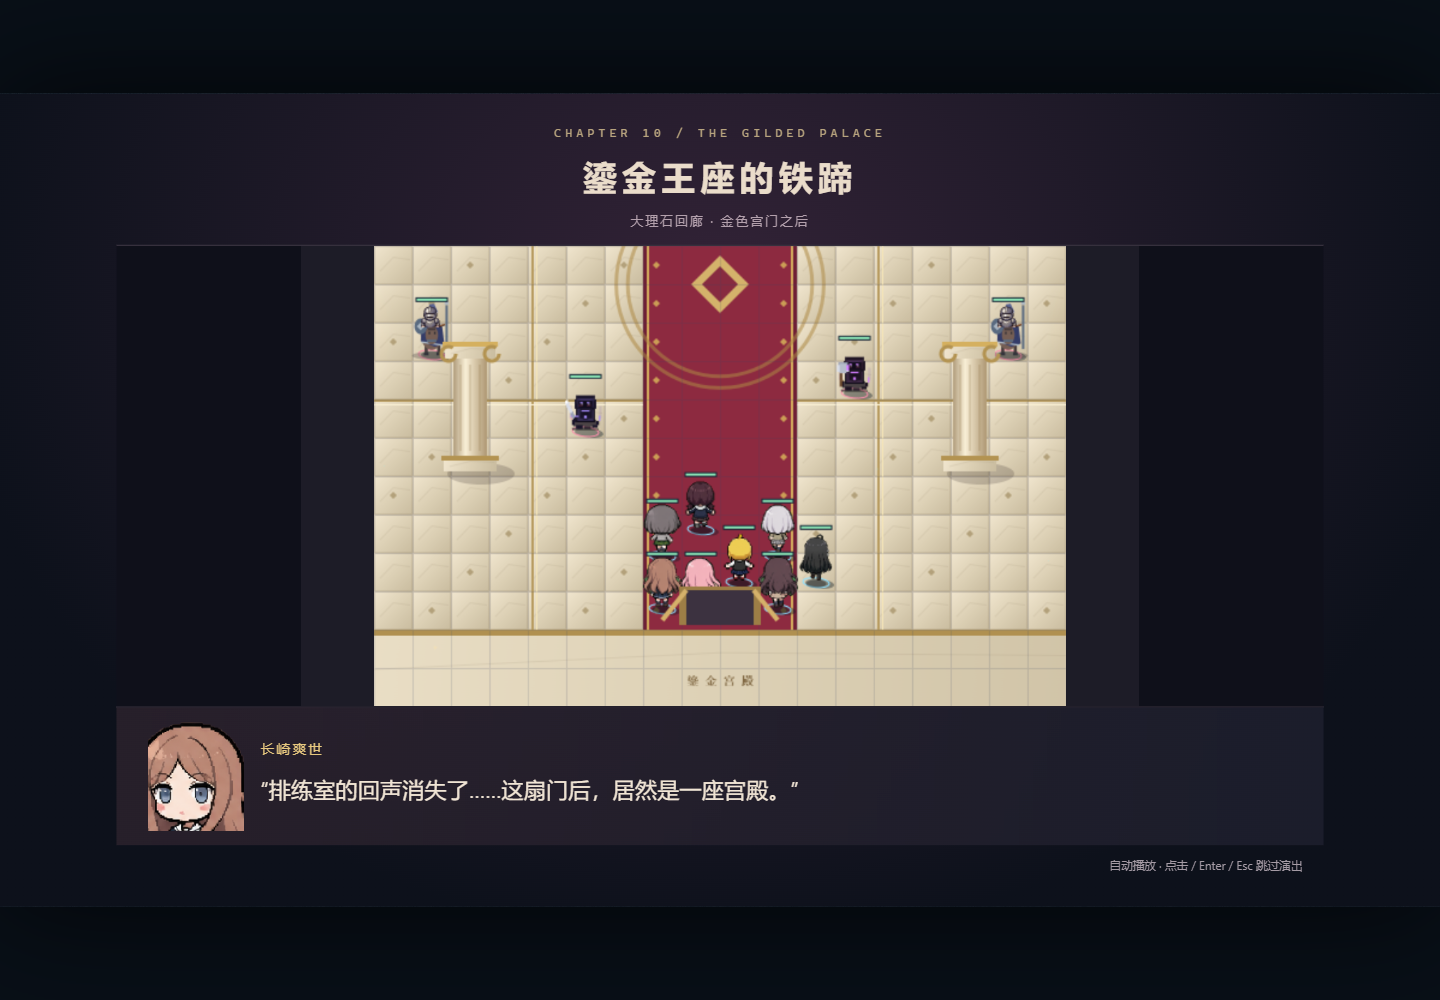 CHAPTER 10 / THE GILDED PALACE
鎏金王座的铁蹄
大理石回廊 · 金色宫门之后
鎏金宫殿
长崎爽世
“排练室的回声消失了……这扇门后，居然是一座宫殿。”
自动播放 · 点击 / Enter / Esc 跳过演出